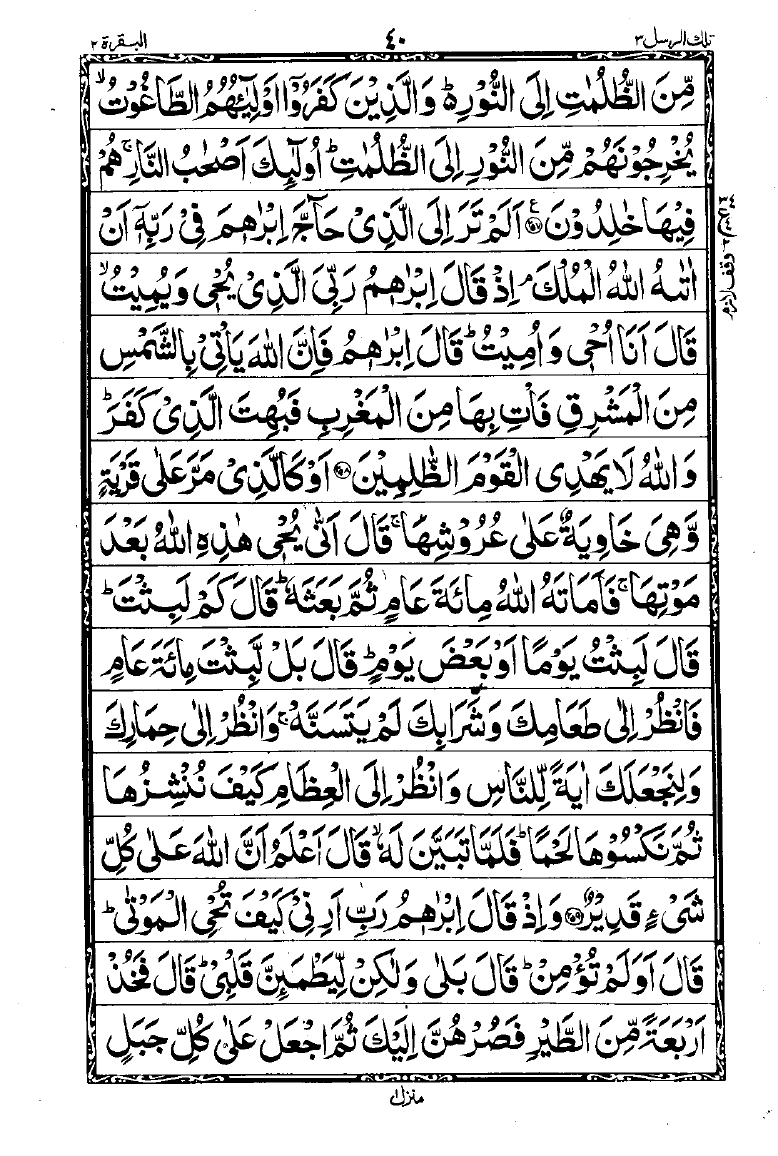 تلك الرسل ٣ ٤٠ البقرة ٢
مِّنَ الظُّلُمٰتِ اِلَى النُّوْرِ۬ؕ وَالَّذِيْنَ كَفَرُوْۤا اَوْلِيٰٓـُٔهُمُ الطَّاغُوْتُۙ
يُخْرِجُوْنَهُمْ مِّنَ النُّوْرِ اِلَى الظُّلُمٰتِؕ اُولٰٓئِكَ اَصْحٰبُ النَّارِۚ هُمْ
فِيْهَا خٰلِدُوْنَ ۝٢٥٧ ع اَلَمْ تَرَ اِلَى الَّذِيْ حَآجَّ اِبْرٰهٖمَ فِيْ رَبِّهٖۤ اَنْ
اٰتٰىهُ اللّٰهُ الْمُلْكَۘ اِذْ قَالَ اِبْرٰهٖمُ رَبِّيَ الَّذِيْ يُحْيٖ وَيُمِيْتُۙ
قَالَ اَنَا اُحْيٖ وَاُمِيْتُؕ قَالَ اِبْرٰهٖمُ فَاِنَّ اللّٰهَ يَاْتِيْ بِالشَّمْسِ
مِنَ الْمَشْرِقِ فَاْتِ بِهَا مِنَ الْمَغْرِبِ فَبُهِتَ الَّذِيْ كَفَرَؕ
وَاللّٰهُ لَا يَهْدِى الْقَوْمَ الظّٰلِمِيْنَ ۝٢٥٨ اَوْ كَالَّذِيْ مَرَّ عَلٰى قَرْيَةٍ
وَّهِيَ خَاوِيَةٌ عَلٰى عُرُوْشِهَاۚ قَالَ اَنّٰى يُحْيٖ هٰذِهِ اللّٰهُ بَعْدَ
مَوْتِهَاۚ فَاَمَاتَهُ اللّٰهُ مِائَةَ عَامٍ ثُمَّ بَعَثَهٗؕ قَالَ كَمْ لَبِثْتَؕ
قَالَ لَبِثْتُ يَوْمًا اَوْ بَعْضَ يَوْمٍؕ قَالَ بَلْ لَّبِثْتَ مِائَةَ عَامٍ
فَانْظُرْ اِلٰى طَعَامِكَ وَشَرَابِكَ لَمْ يَتَسَنَّهْۚ وَانْظُرْ اِلٰى حِمَارِكَ
وَلِنَجْعَلَكَ اٰيَةً لِّلنَّاسِ وَانْظُرْ اِلَى الْعِظَامِ كَيْفَ نُنْشِزُهَا
ثُمَّ نَكْسُوْهَا لَحْمًاؕ فَلَمَّا تَبَيَّنَ لَهٗۙ قَالَ اَعْلَمُ اَنَّ اللّٰهَ عَلٰى كُلِّ
شَيْءٍ قَدِيْرٌ ۝٢٥٩ وَاِذْ قَالَ اِبْرٰهٖمُ رَبِّ اَرِنِيْ كَيْفَ تُحْيِ الْمَوْتٰىؕ
قَالَ اَوَلَمْ تُؤْمِنْؕ قَالَ بَلٰى وَلٰكِنْ لِّيَطْمَىِٕنَّ قَلْبِيْؕ قَالَ فَخُذْ
اَرْبَعَةً مِّنَ الطَّيْرِ فَصُرْهُنَّ اِلَيْكَ ثُمَّ اجْعَلْ عَلٰى كُلِّ جَبَلٍ
وقف لازم
منزل ١